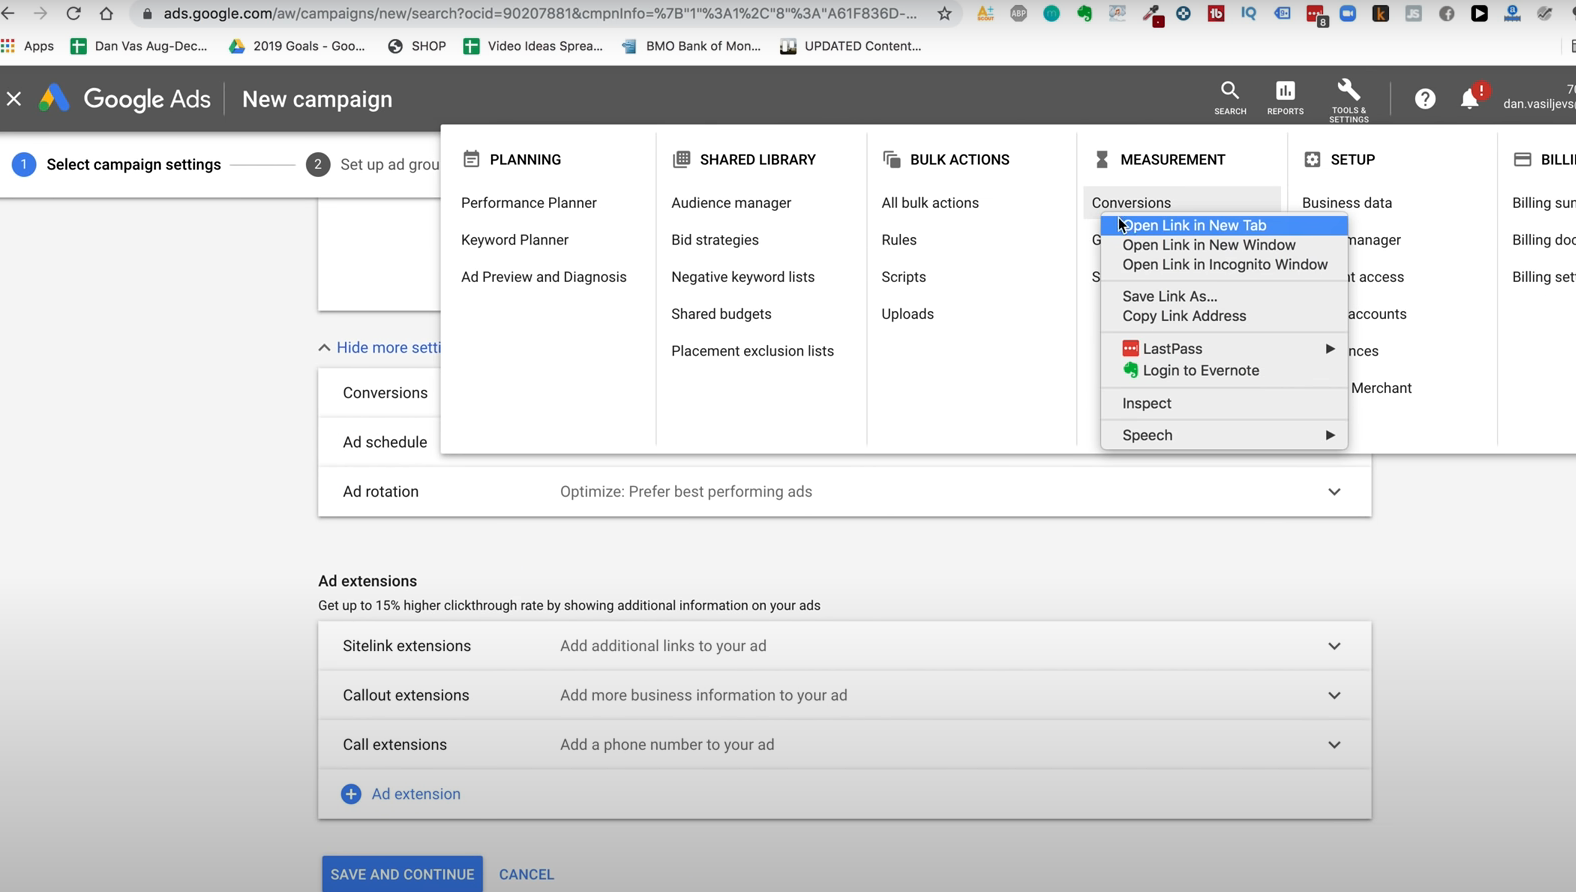 ads.google.com/aw/campaigns/new/search?ocid=90207881&cmpnInfo=%7B"1"%3A1%2C"8"%3A"A61F836D-...
ABP
8
Apps
Dan Vas Aug-Dec...
2019 Goals - Goo...
SHOP
Video Ideas Sprea...
BMO Bank of Mon...
UPDATED Content...
Google Ads
New campaign
SEARCH
REPORTS
TOOLS & SETTINGS
dan.vasiljevs
1 Select campaign settings
2 Set up ad grou
PLANNING
Performance Planner
Keyword Planner
Ad Preview and Diagnosis
SHARED LIBRARY
Audience manager
Bid strategies
Negative keyword lists
Shared budgets
Placement exclusion lists
BULK ACTIONS
All bulk actions
Rules
Scripts
Uploads
MEASUREMENT
Conversions
G
S
Open Link in New Tab
Open Link in New Window
Open Link in Incognito Window
Save Link As...
Copy Link Address
LastPass
Login to Evernote
Inspect
Speech
SETUP
Business data
manager
t access
accounts
nces
Merchant
BILLI
Billing sum
Billing doc
Billing set
Hide more setti
Conversions
Ad schedule
Ad rotation
Optimize: Prefer best performing ads
Ad extensions
Get up to 15% higher clickthrough rate by showing additional information on your ads
Sitelink extensions
Add additional links to your ad
Callout extensions
Add more business information to your ad
Call extensions
Add a phone number to your ad
Ad extension
SAVE AND CONTINUE
CANCEL